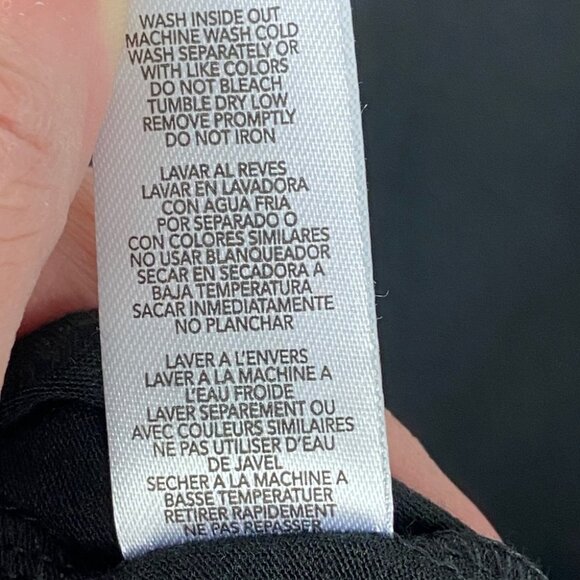 WASH INSIDE OUT
MACHINE WASH COLD
WASH SEPARATELY OR
WITH LIKE COLORS
DO NOT BLEACH
TUMBLE DRY LOW
REMOVE PROMPTLY
DO NOT IRON
LAVAR AL REVES
LAVAR EN LAVADORA
CON AGUA FRIA
POR SEPARADO O
CON COLORES SIMILARES
NO USAR BLANQUEADOR
SECAR EN SECADORA A
BAJA TEMPERATURA
SACAR INMEDIATAMENTE
NO PLANCHAR
LAVER A L'ENVERS
LAVER A LA MACHINE A
L'EAU FROIDE
LAVER SEPAREMENT OU
AVEC COULEURS SIMILAIRES
NE PAS UTILISER D'EAU
DE JAVEL
SECHER A LA MACHINE A
BASSE TEMPERATUER
RETIRER RAPIDEMENT
NE PAS REPASSER